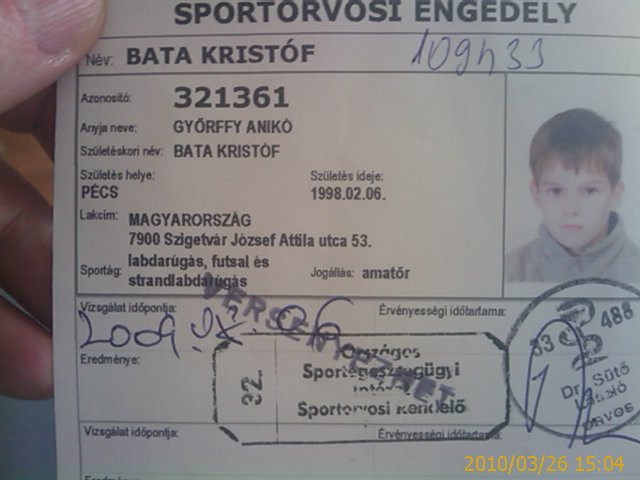 SPORTORVOSI ENGEDÉLY
Név: BATA KRISTÓF 109433
Azonosító: 321361
Anyja neve: GYŐRFFY ANIKÓ
Születéskori név: BATA KRISTÓF
Születés helye: Születés ideje:
PÉCS 1998.02.06.
Lakcím: MAGYARORSZÁG
7900 Szigetvár József Attila utca 53.
Sportág: labdarúgás, futsal és
strandlabdarúgás Jogállás: amatőr
Vizsgálat időpontja: Érvényességi időtartama:
2009. IX. 06
VERSENYEZHET
Eredménye:
32.
Országos
Sportegészségügyi
Intézet
Sportorvosi Rendelő
33 488
Dr. Sütő
László
orvos
Vizsgálat időpontja: Érvényességi időtartama:
2010/03/26 15:04